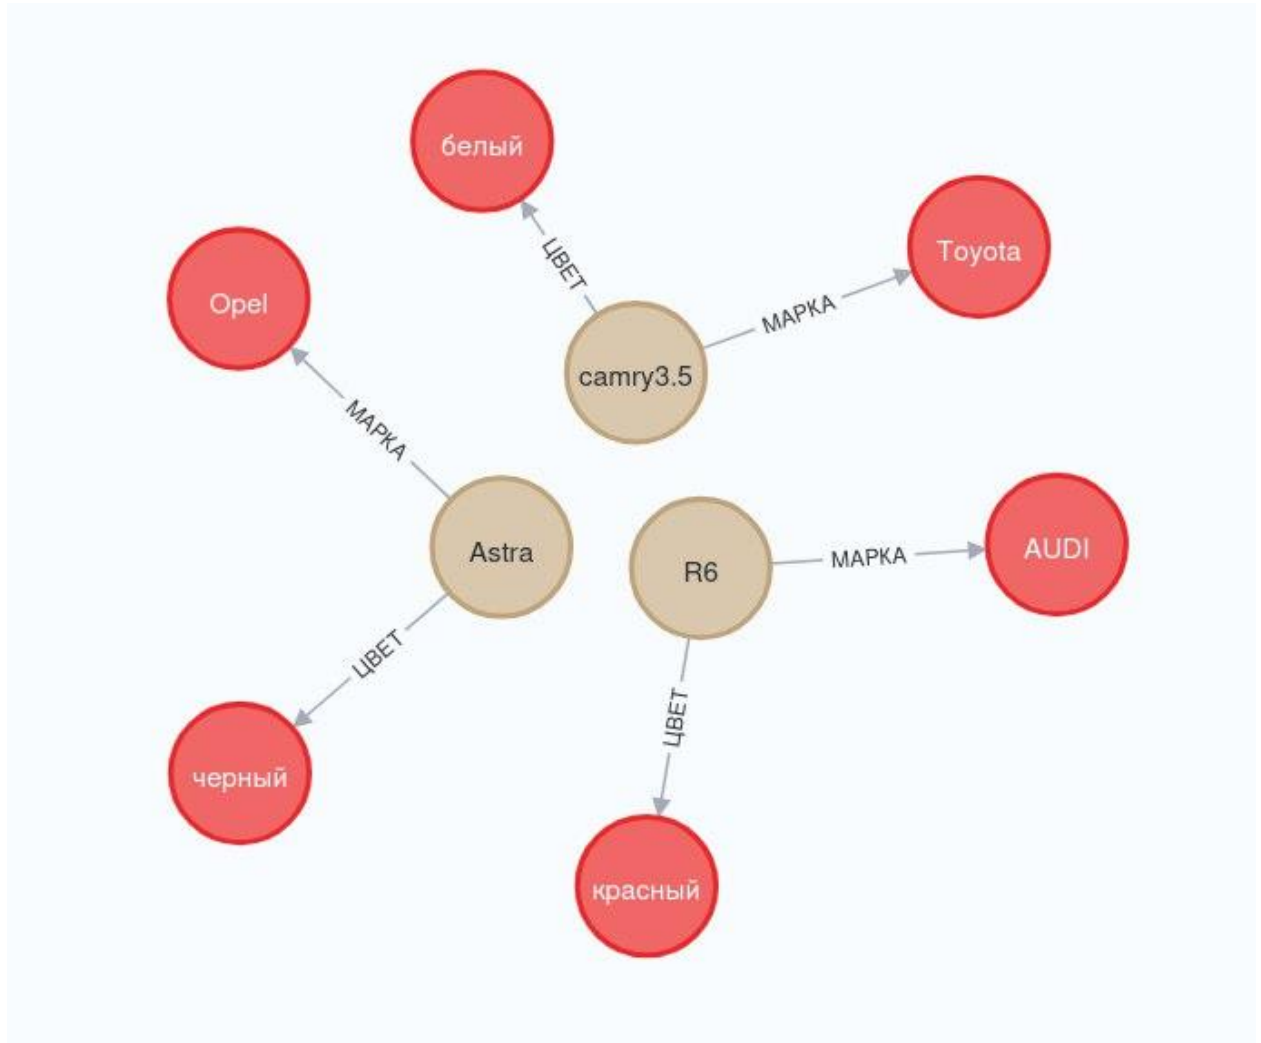 белый
Toyota
ЦВЕТ
Opel
МАРКА
camry3.5
МАРКА
Astra
R6
МАРКА
AUDI
ЦВЕТ
ЦВЕТ
черный
красный